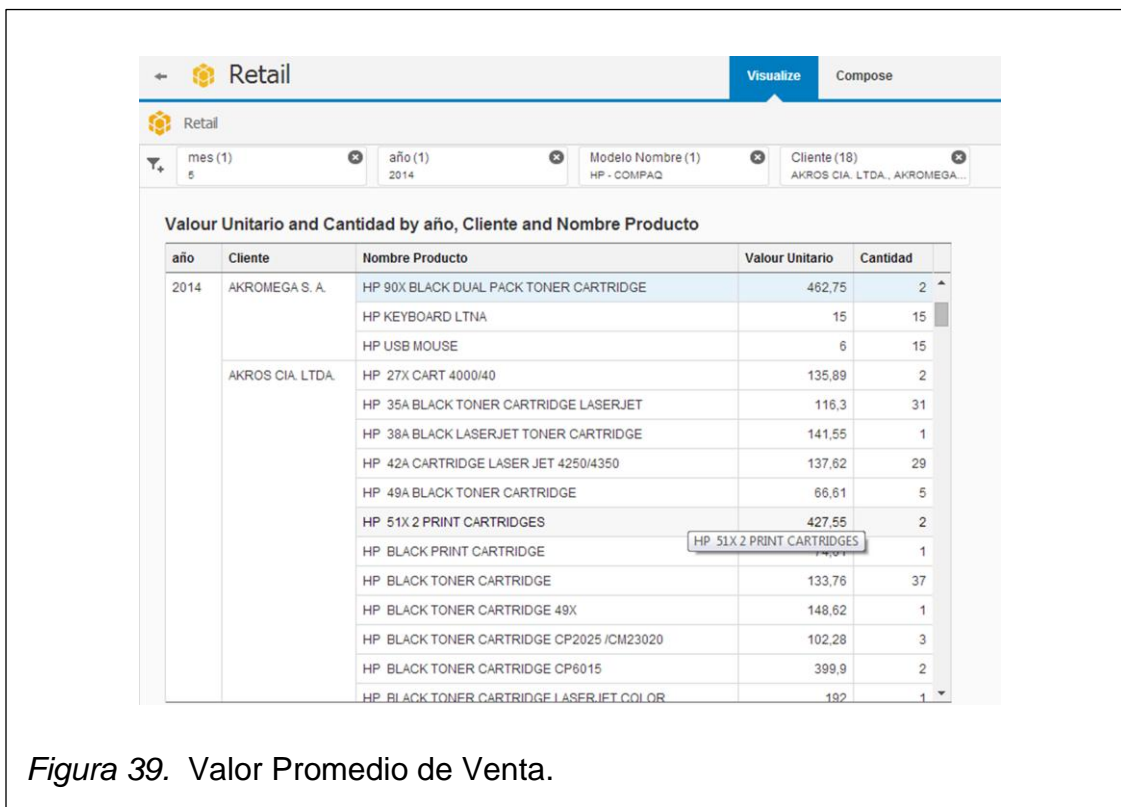 Retail
Visualize Compose
Retail
mes (1) año (1) Modelo Nombre (1) Cliente (18)
5 2014 HP - COMPAQ AKROS CIA. LTDA., AKROMEGA...
Valour Unitario and Cantidad by año, Cliente and Nombre Producto
año Cliente Nombre Producto Valour Unitario Cantidad
2014 AKROMEGA S. A. HP 90X BLACK DUAL PACK TONER CARTRIDGE 462,75 2
HP KEYBOARD LTNA 15 15
HP USB MOUSE 6 15
AKROS CIA. LTDA. HP 27X CART 4000/40 135,89 2
HP 35A BLACK TONER CARTRIDGE LASERJET 116,3 31
HP 38A BLACK LASERJET TONER CARTRIDGE 141,55 1
HP 42A CARTRIDGE LASER JET 4250/4350 137,62 29
HP 49A BLACK TONER CARTRIDGE 66,61 5
HP 51X 2 PRINT CARTRIDGES 427,55 2
HP 51X 2 PRINT CARTRIDGES
HP BLACK PRINT CARTRIDGE 1
HP BLACK TONER CARTRIDGE 133,76 37
HP BLACK TONER CARTRIDGE 49X 148,62 1
HP BLACK TONER CARTRIDGE CP2025 /CM23020 102,28 3
HP BLACK TONER CARTRIDGE CP6015 399,9 2
HP BLACK TONER CARTRIDGE LASERJET COLOR 192 1
Figura 39. Valor Promedio de Venta.